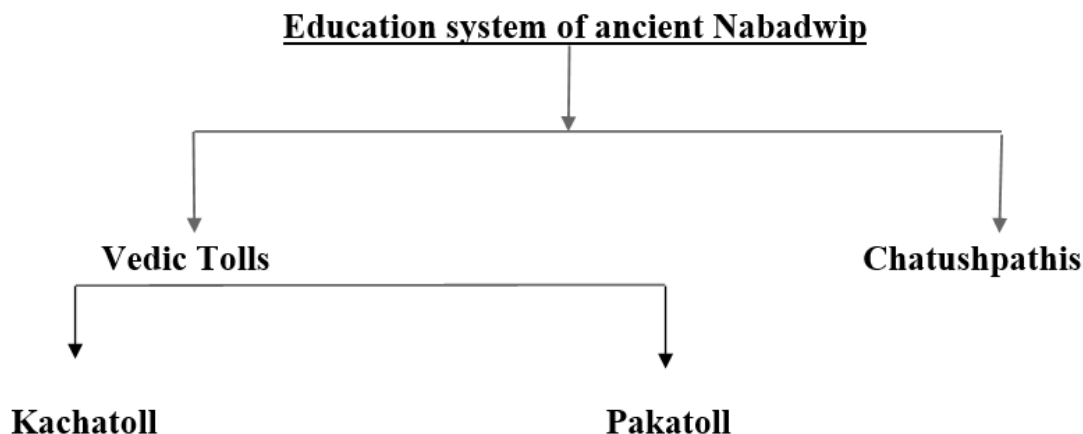 Education system of ancient Nabadwip
Vedic Tolls Chatushpathis
Kachatoll Pakatoll